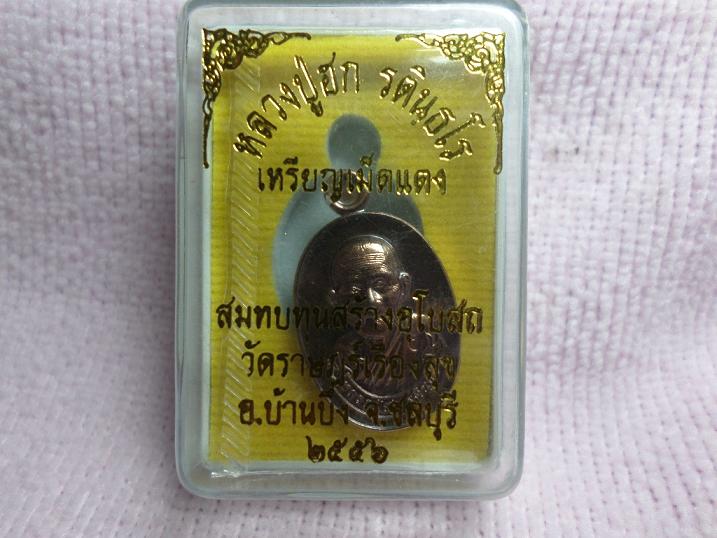 หลวงปู่ฮก รตินฺธโร
เหรียญเม็ดแตง
สมทบทุนสร้างอุโบสถ
วัดราษฎร์เรืองสุข
อ.บ้านบึง จ.ชลบุรี
๒๕๕๖